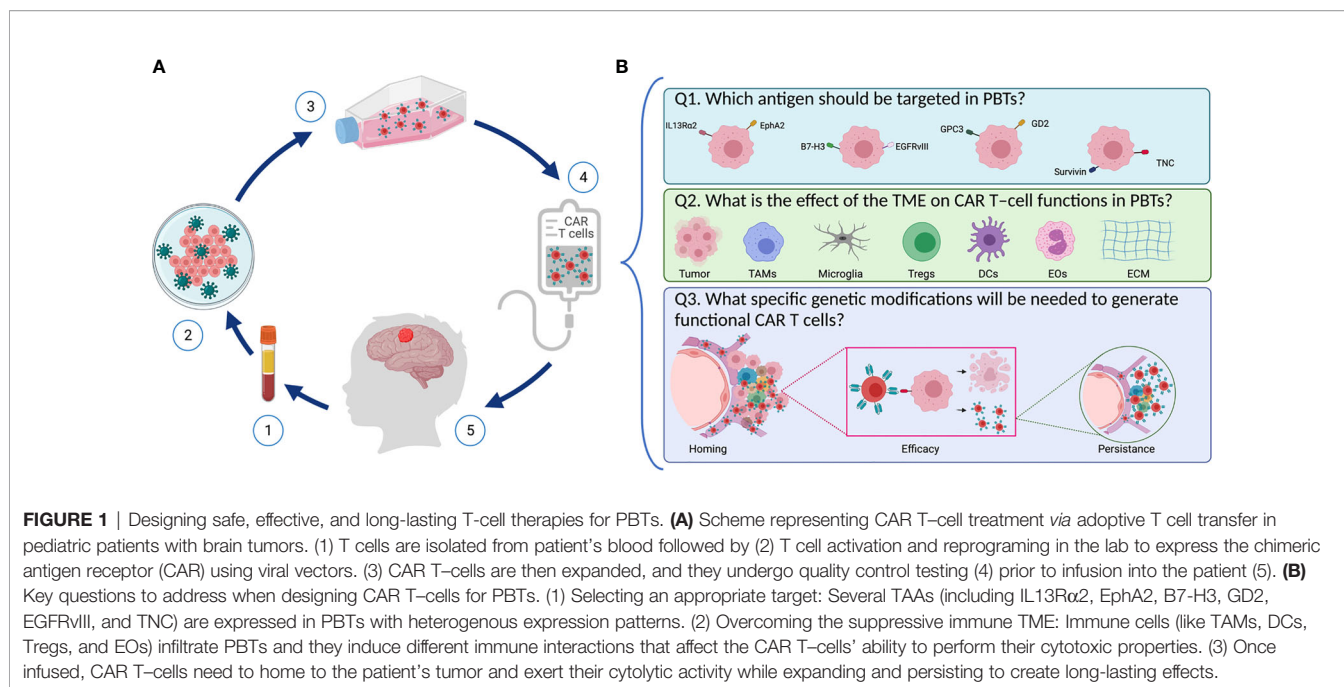 A
B
3
4
CAR
T cells
2
1
5
Q1. Which antigen should be targeted in PBTs?
IL13Rα2
EphA2
B7-H3
EGFRvIII
GPC3
GD2
Survivin
TNC
Q2. What is the effect of the TME on CAR T–cell functions in PBTs?
Tumor TAMs Microglia Tregs DCs EOs ECM
Q3. What specific genetic modifications will be needed to generate
functional CAR T cells?
Homing Efficacy Persistance
FIGURE 1 | Designing safe, effective, and long-lasting T-cell therapies for PBTs. (A) Scheme representing CAR T–cell treatment via adoptive T cell transfer in
pediatric patients with brain tumors. (1) T cells are isolated from patient's blood followed by (2) T cell activation and reprograming in the lab to express the chimeric
antigen receptor (CAR) using viral vectors. (3) CAR T–cells are then expanded, and they undergo quality control testing (4) prior to infusion into the patient (5). (B)
Key questions to address when designing CAR T–cells for PBTs. (1) Selecting an appropriate target: Several TAAs (including IL13Rα2, EphA2, B7-H3, GD2,
EGFRvIII, and TNC) are expressed in PBTs with heterogenous expression patterns. (2) Overcoming the suppressive immune TME: Immune cells (like TAMs, DCs,
Tregs, and EOs) infiltrate PBTs and they induce different immune interactions that affect the CAR T–cells' ability to perform their cytotoxic properties. (3) Once
infused, CAR T–cells need to home to the patient's tumor and exert their cytolytic activity while expanding and persisting to create long-lasting effects.